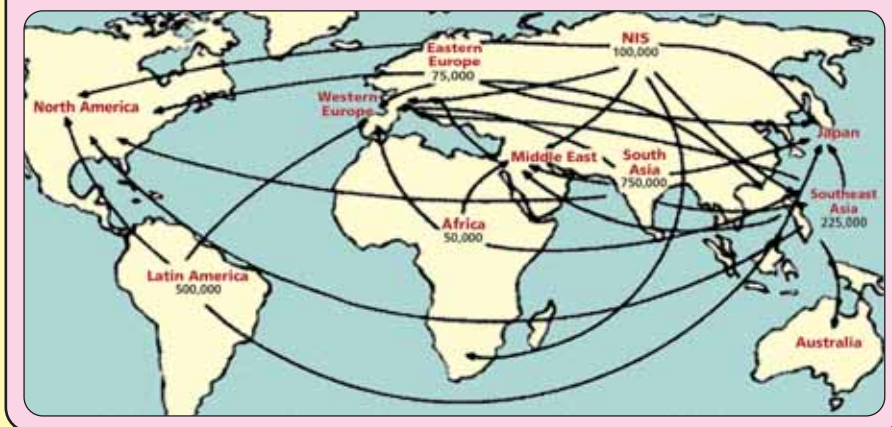 NIS
100,000
Eastern
Europe
75,000
North America
Western
Europe
Japan
Middle East
South
Asia
750,000
Southeast
Asia
225,000
Africa
50,000
Latin America
500,000
Australia